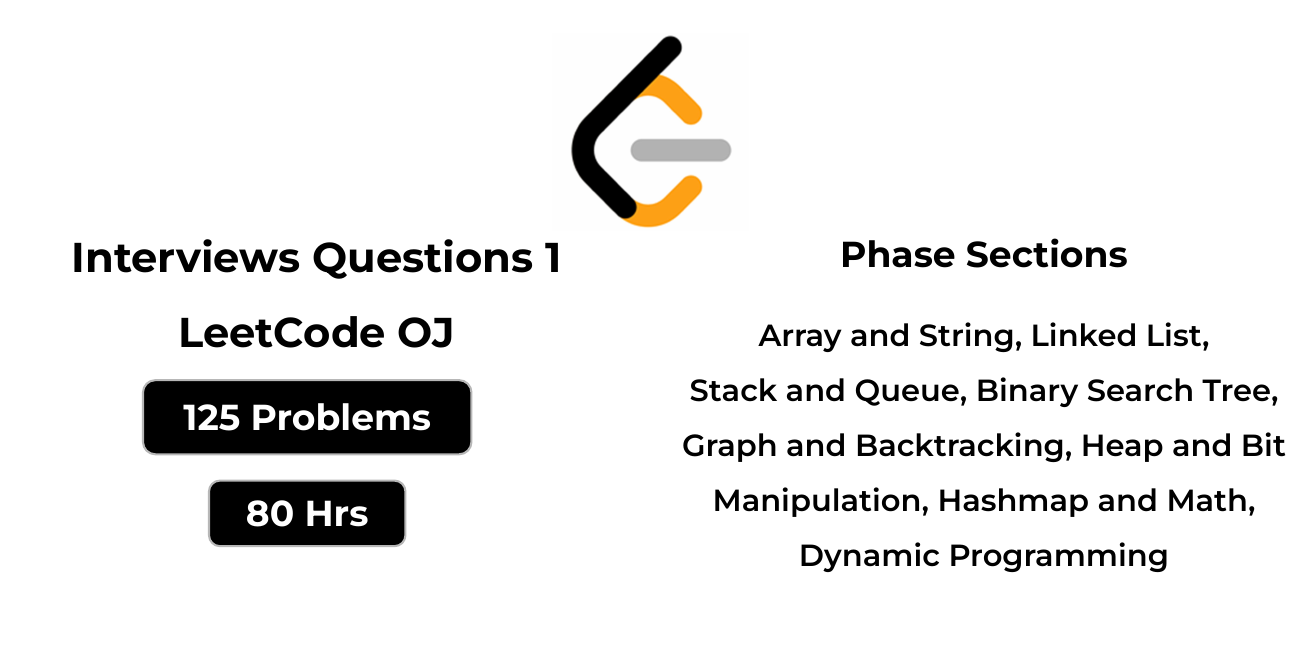 Interviews Questions 1
LeetCode OJ
125 Problems
80 Hrs
Phase Sections
Array and String, Linked List,
Stack and Queue, Binary Search Tree,
Graph and Backtracking, Heap and Bit
Manipulation, Hashmap and Math,
Dynamic Programming